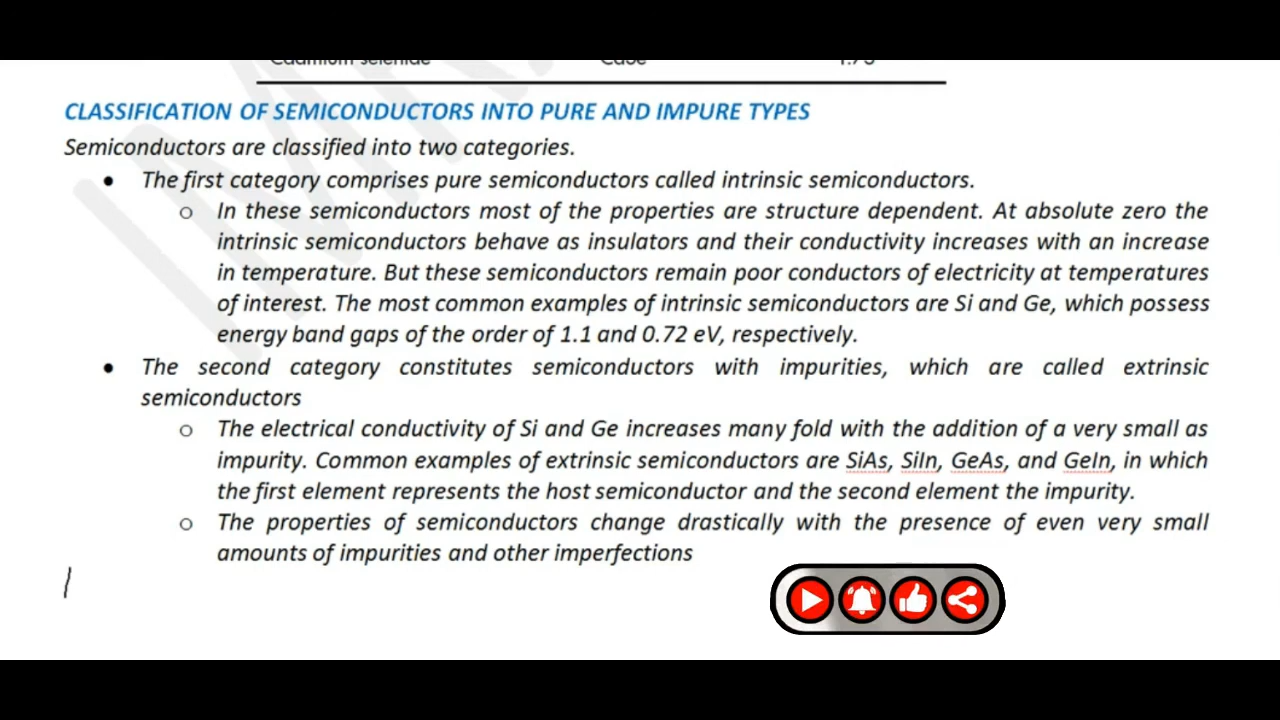 CLASSIFICATION OF SEMICONDUCTORS INTO PURE AND IMPURE TYPES
Semiconductors are classified into two categories.
• The first category comprises pure semiconductors called intrinsic semiconductors.
o In these semiconductors most of the properties are structure dependent. At absolute zero the
intrinsic semiconductors behave as insulators and their conductivity increases with an increase
in temperature. But these semiconductors remain poor conductors of electricity at temperatures
of interest. The most common examples of intrinsic semiconductors are Si and Ge, which possess
energy band gaps of the order of 1.1 and 0.72 eV, respectively.
• The second category constitutes semiconductors with impurities, which are called extrinsic
semiconductors
o The electrical conductivity of Si and Ge increases many fold with the addition of a very small as
impurity. Common examples of extrinsic semiconductors are SiAs, SiIn, GeAs, and GeIn, in which
the first element represents the host semiconductor and the second element the impurity.
o The properties of semiconductors change drastically with the presence of even very small
amounts of impurities and other imperfections